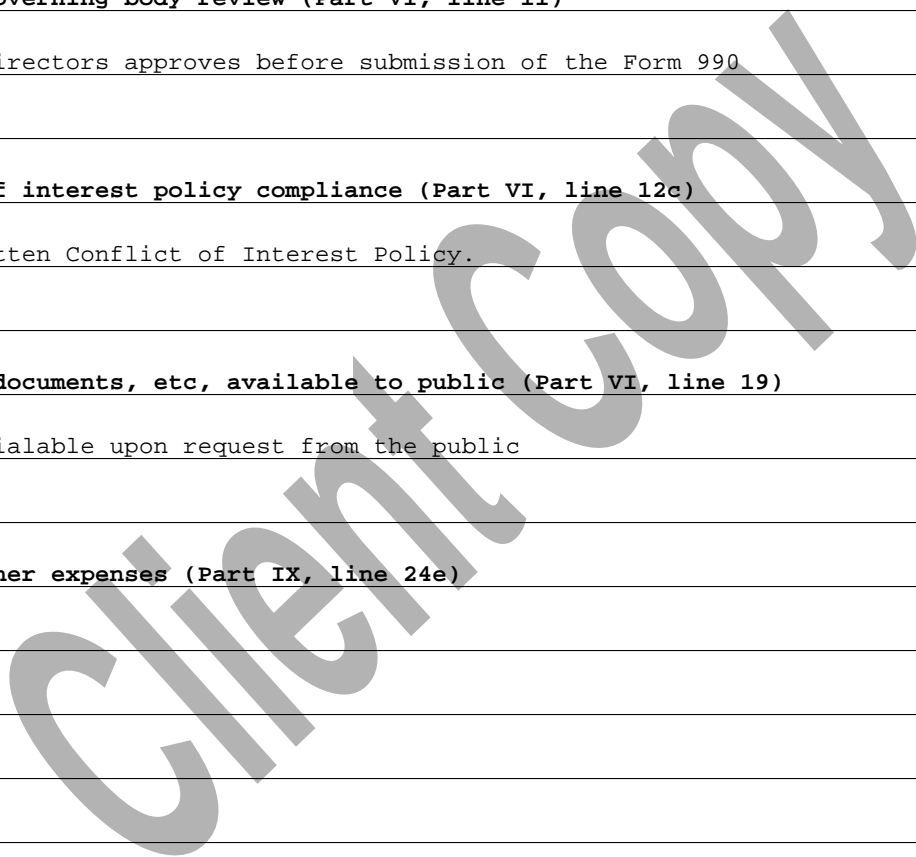 overning body review (Part VI, line 11)
irectors approves before submission of the Form 990
f interest policy compliance (Part VI, line 12c)
tten Conflict of Interest Policy.
documents, etc, available to public (Part VI, line 19)
ialable upon request from the public
her expenses (Part IX, line 24e)
Client Copy